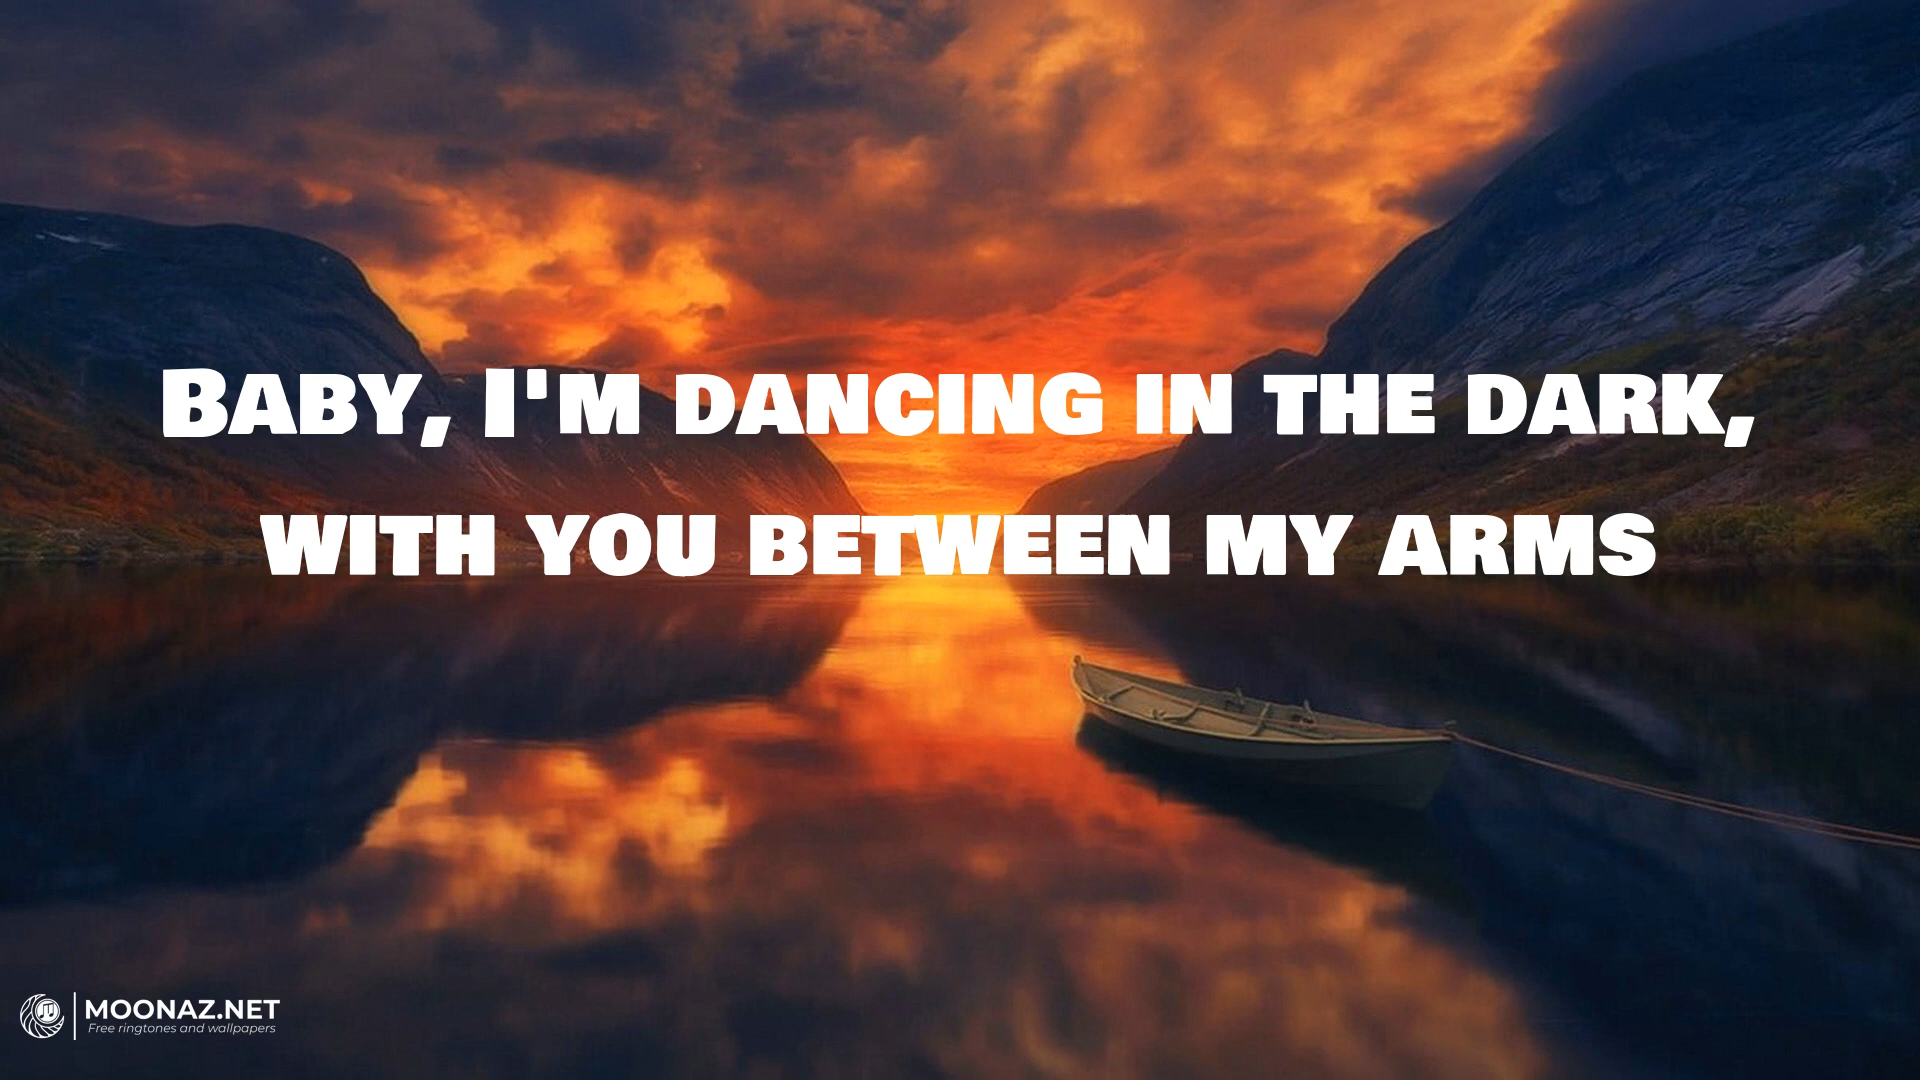 Baby, I'm dancing in the dark,
with you between my arms
MOONAZ.NET
Free ringtones and wallpapers